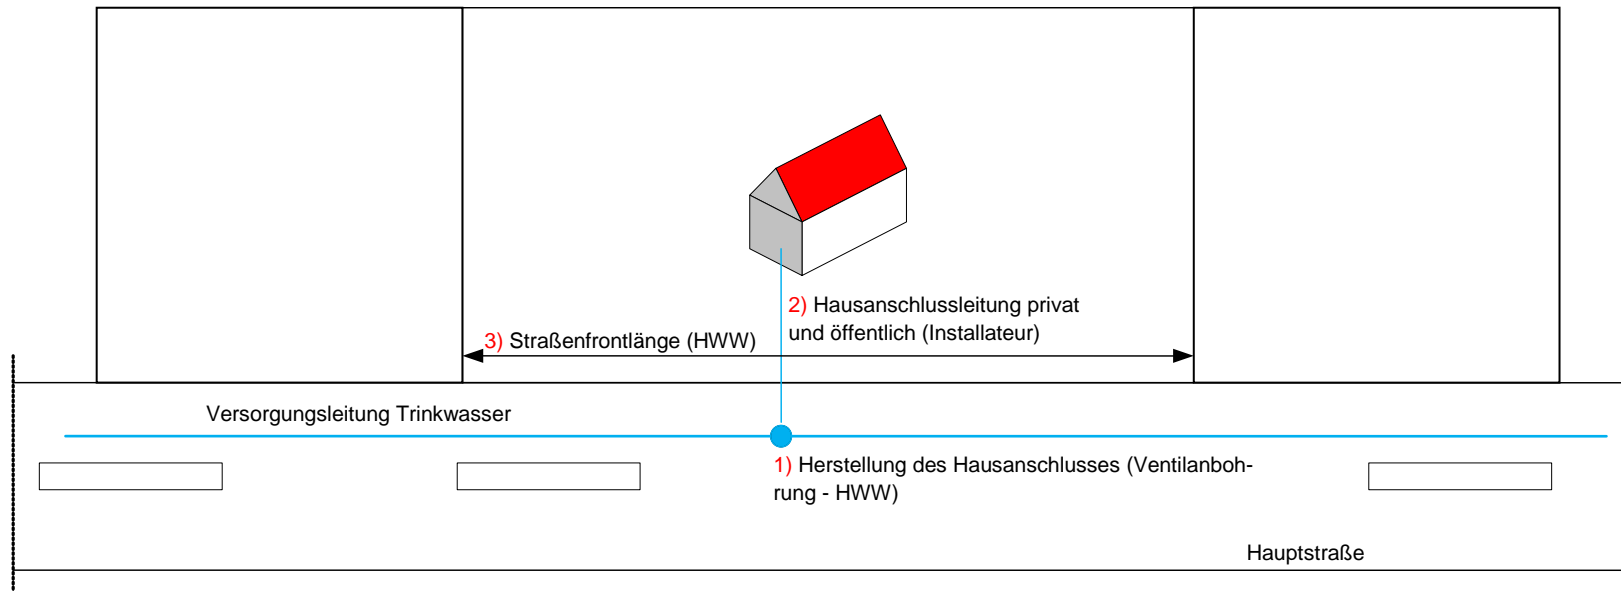 2) Hausanschlussleitung privat
und öffentlich (Installateur)
3) Straßenfrontlänge (HWW)
Versorgungsleitung Trinkwasser
1) Herstellung des Hausanschlusses (Ventilanboh-
rung - HWW)
Hauptstraße